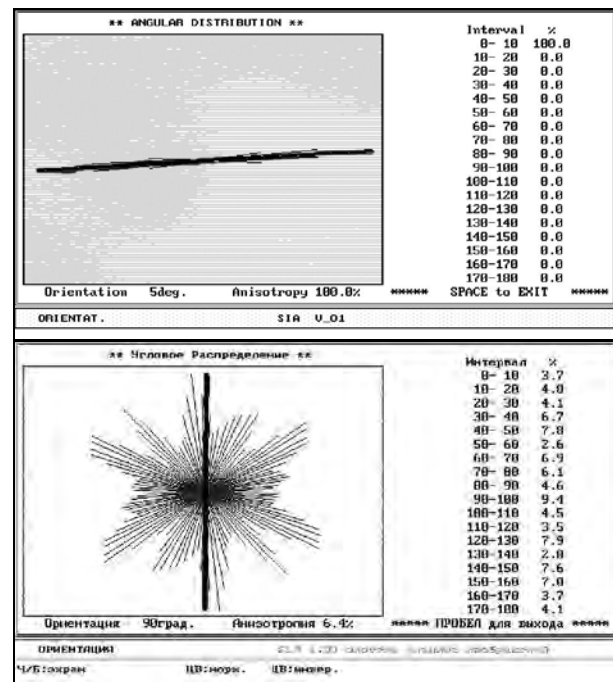 ** ANGULAR DISTRIBUTION **
Interval %
0- 10 100.0
10- 20 0.0
20- 30 0.0
30- 40 0.0
40- 50 0.0
50- 60 0.0
60- 70 0.0
70- 80 0.0
80- 90 0.0
90-100 0.0
100-110 0.0
110-120 0.0
120-130 0.0
130-140 0.0
140-150 0.0
150-160 0.0
160-170 0.0
170-180 0.0
Orientation 5deg. Anisotropy 100.0% ***** SPACE to EXIT *****
ORIENTAT. SIA V_01
** Угловое Распределение **
Интервал %
0- 10 3.7
10- 20 4.0
20- 30 4.1
30- 40 6.7
40- 50 7.8
50- 60 2.6
60- 70 6.9
70- 80 6.1
80- 90 4.6
90-100 9.4
100-110 4.5
110-120 3.5
120-130 7.9
130-140 2.8
140-150 7.6
150-160 7.0
160-170 3.7
170-180 4.1
Ориентация 90град. Анизотропия 6.4% ***** ПРОБЕЛ для выхода *****
ОРИЕНТАЦИЯ
Ч/Б:экран ЦВ:норм. ЦВ:инвер.